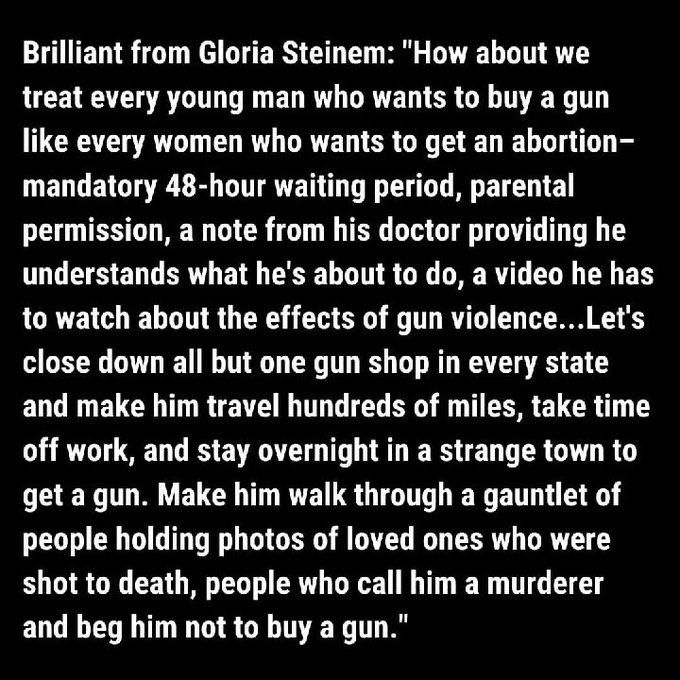 Brilliant from Gloria Steinem: "How about we
treat every young man who wants to buy a gun
like every women who wants to get an abortion–
mandatory 48-hour waiting period, parental
permission, a note from his doctor providing he
understands what he's about to do, a video he has
to watch about the effects of gun violence...Let's
close down all but one gun shop in every state
and make him travel hundreds of miles, take time
off work, and stay overnight in a strange town to
get a gun. Make him walk through a gauntlet of
people holding photos of loved ones who were
shot to death, people who call him a murderer
and beg him not to buy a gun."